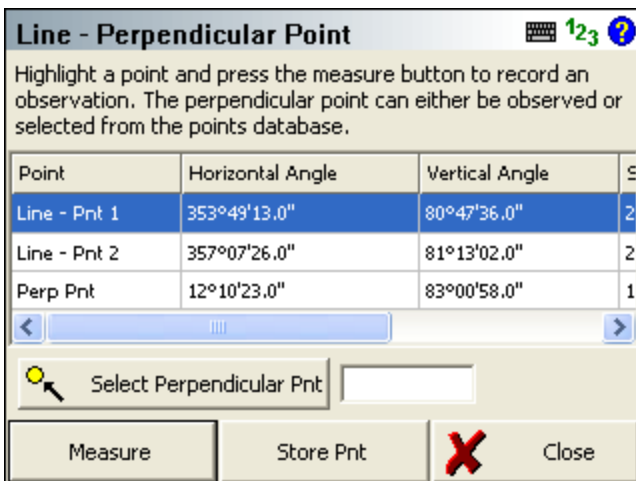 Line - Perpendicular Point 123 ?
Highlight a point and press the measure button to record an
observation. The perpendicular point can either be observed or
selected from the points database.
Point Horizontal Angle Vertical Angle S
Line - Pnt 1 353°49'13.0" 80°47'36.0" 2
Line - Pnt 2 357°07'26.0" 81°13'02.0" 2
Perp Pnt 12°10'23.0" 83°00'58.0" 1
Select Perpendicular Pnt
Measure Store Pnt Close